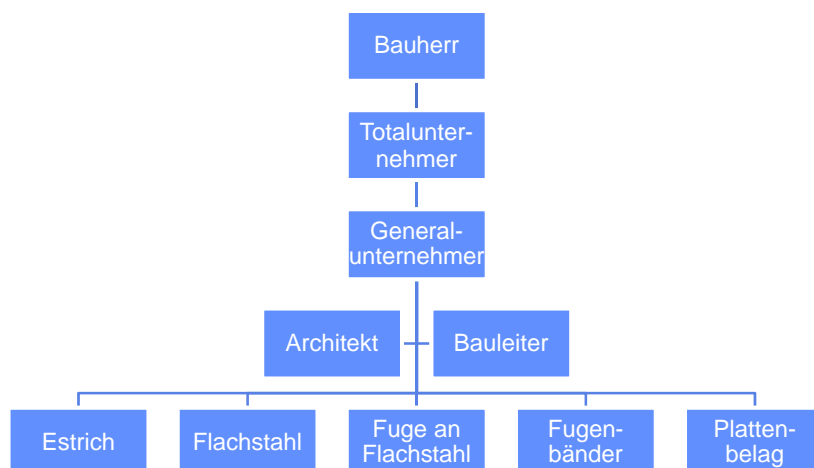 Bauherr
Totalunter-
nehmer
General-
unternehmer
Architekt
Bauleiter
Estrich
Flachstahl
Fuge an
Flachstahl
Fugen-
bänder
Platten-
belag